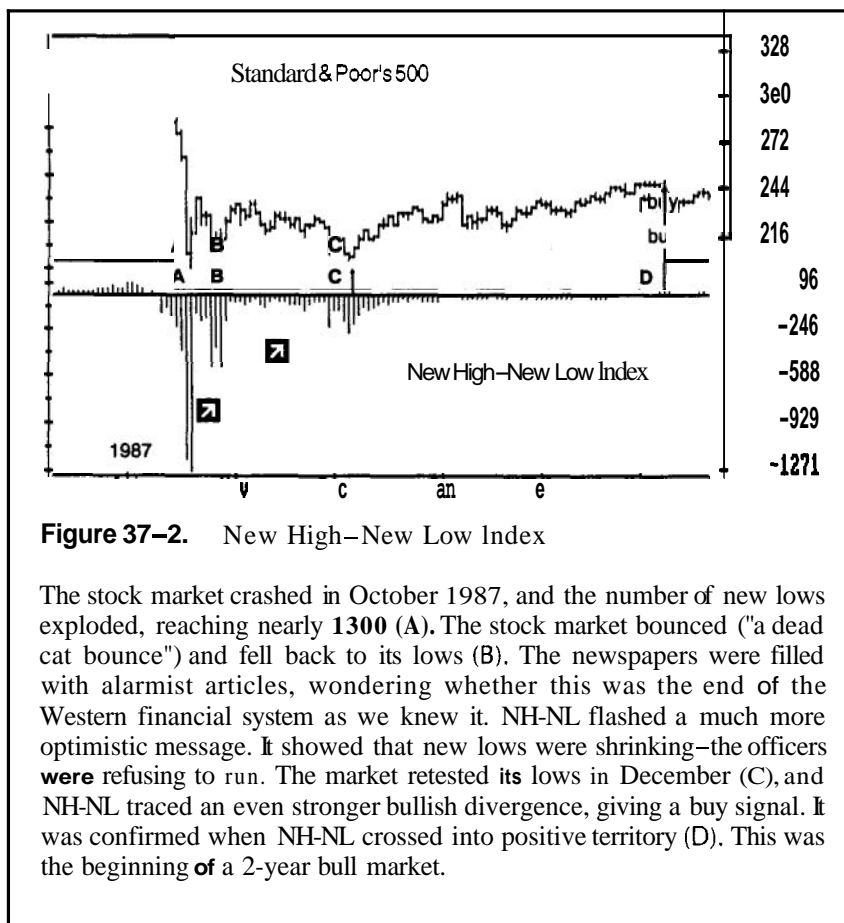 Standard & Poor's 500
328
3e0
272
244
buy
bu
216
B
C
A B C D
96
-246
-588
New High–New Low Index
-929
1987
-1271
V c an e
Figure 37–2. New High–New Low Index
The stock market crashed in October 1987, and the number of new lows
exploded, reaching nearly 1300 (A). The stock market bounced ("a dead
cat bounce") and fell back to its lows (B). The newspapers were filled
with alarmist articles, wondering whether this was the end of the
Western financial system as we knew it. NH-NL flashed a much more
optimistic message. It showed that new lows were shrinking–the officers
were refusing to run. The market retested its lows in December (C), and
NH-NL traced an even stronger bullish divergence, giving a buy signal. It
was confirmed when NH-NL crossed into positive territory (D). This was
the beginning of a 2-year bull market.